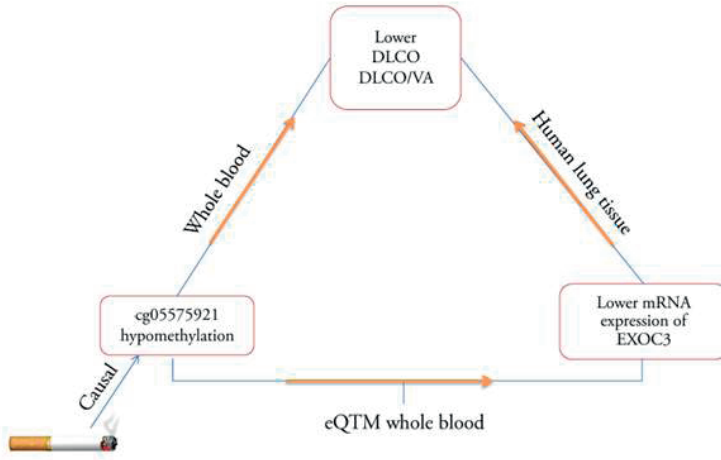 Lower
DLCO
DLCO/VA
Whole blood
Human lung tissue
cg05575921
hypomethylation
Lower mRNA
expression of
EXOC3
Causal
eQTM whole blood